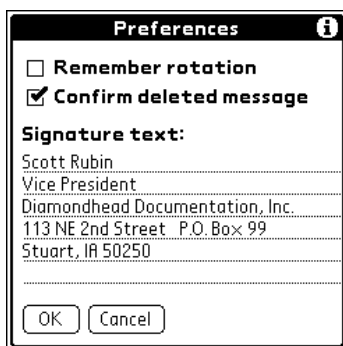 Preferences
Remember rotation
Confirm deleted message
Signature text:
Scott Rubin
Vice President
Diamondhead Documentation, Inc.
113 NE 2nd Street P.O. Box 99
Stuart, IA 50250
OK Cancel